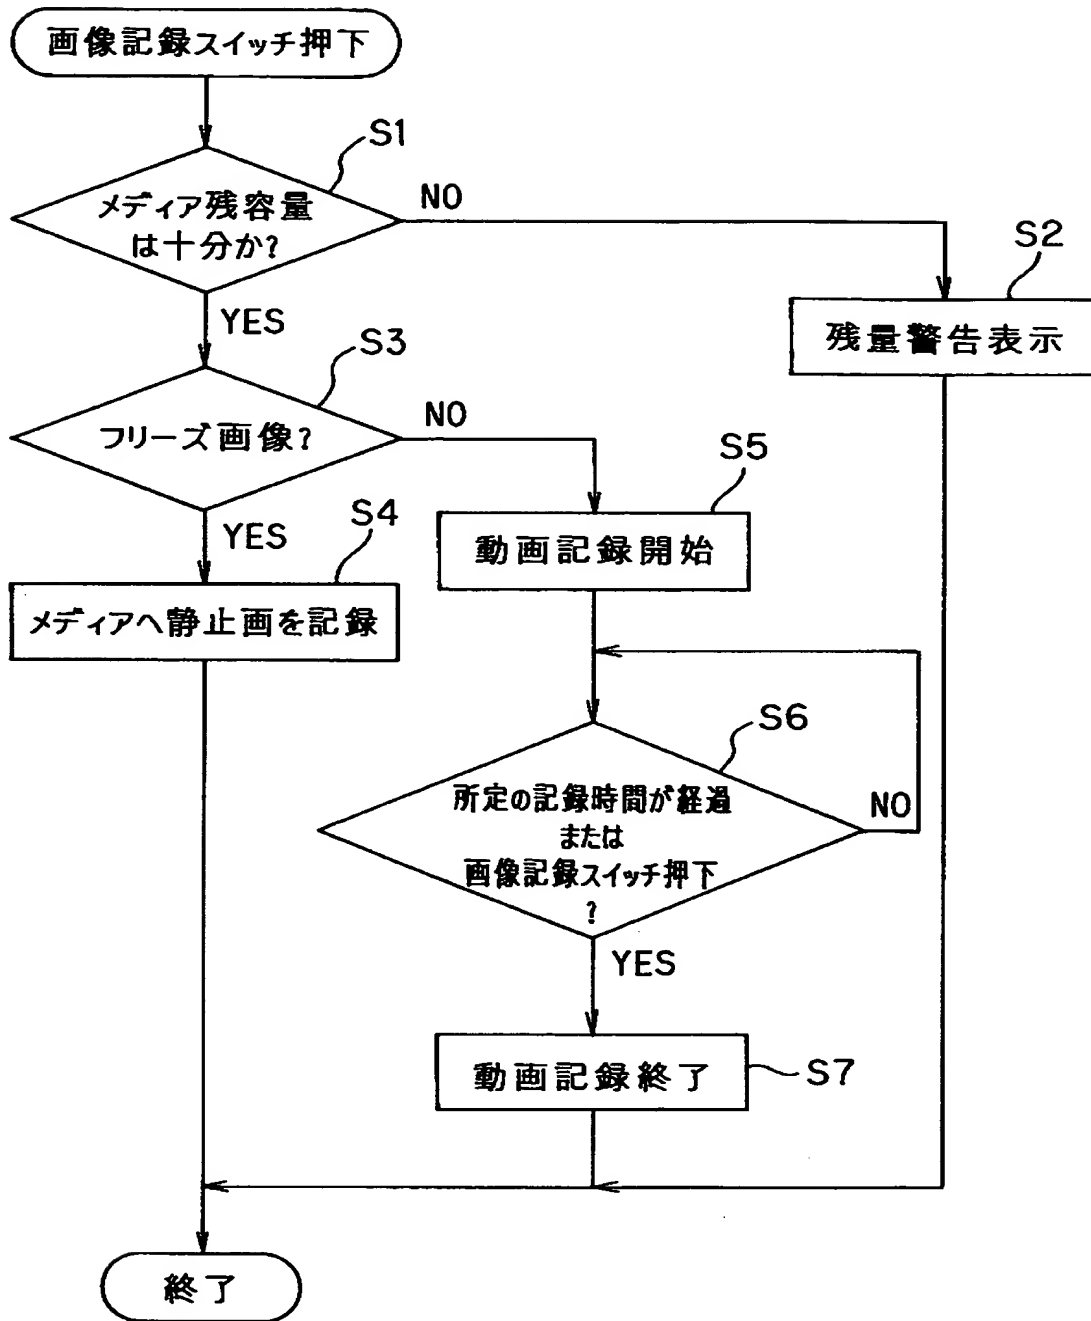 画像記録スイッチ押下
S1
メディア残容量
は十分か?
NO
S2
残量警告表示
YES
S3
フリーズ画像?
NO
S5
動画記録開始
YES
S4
メディアへ静止画を記録
S6
所定の記録時間が経過
または
画像記録スイッチ押下
?
NO
YES
動画記録終了
S7
終了